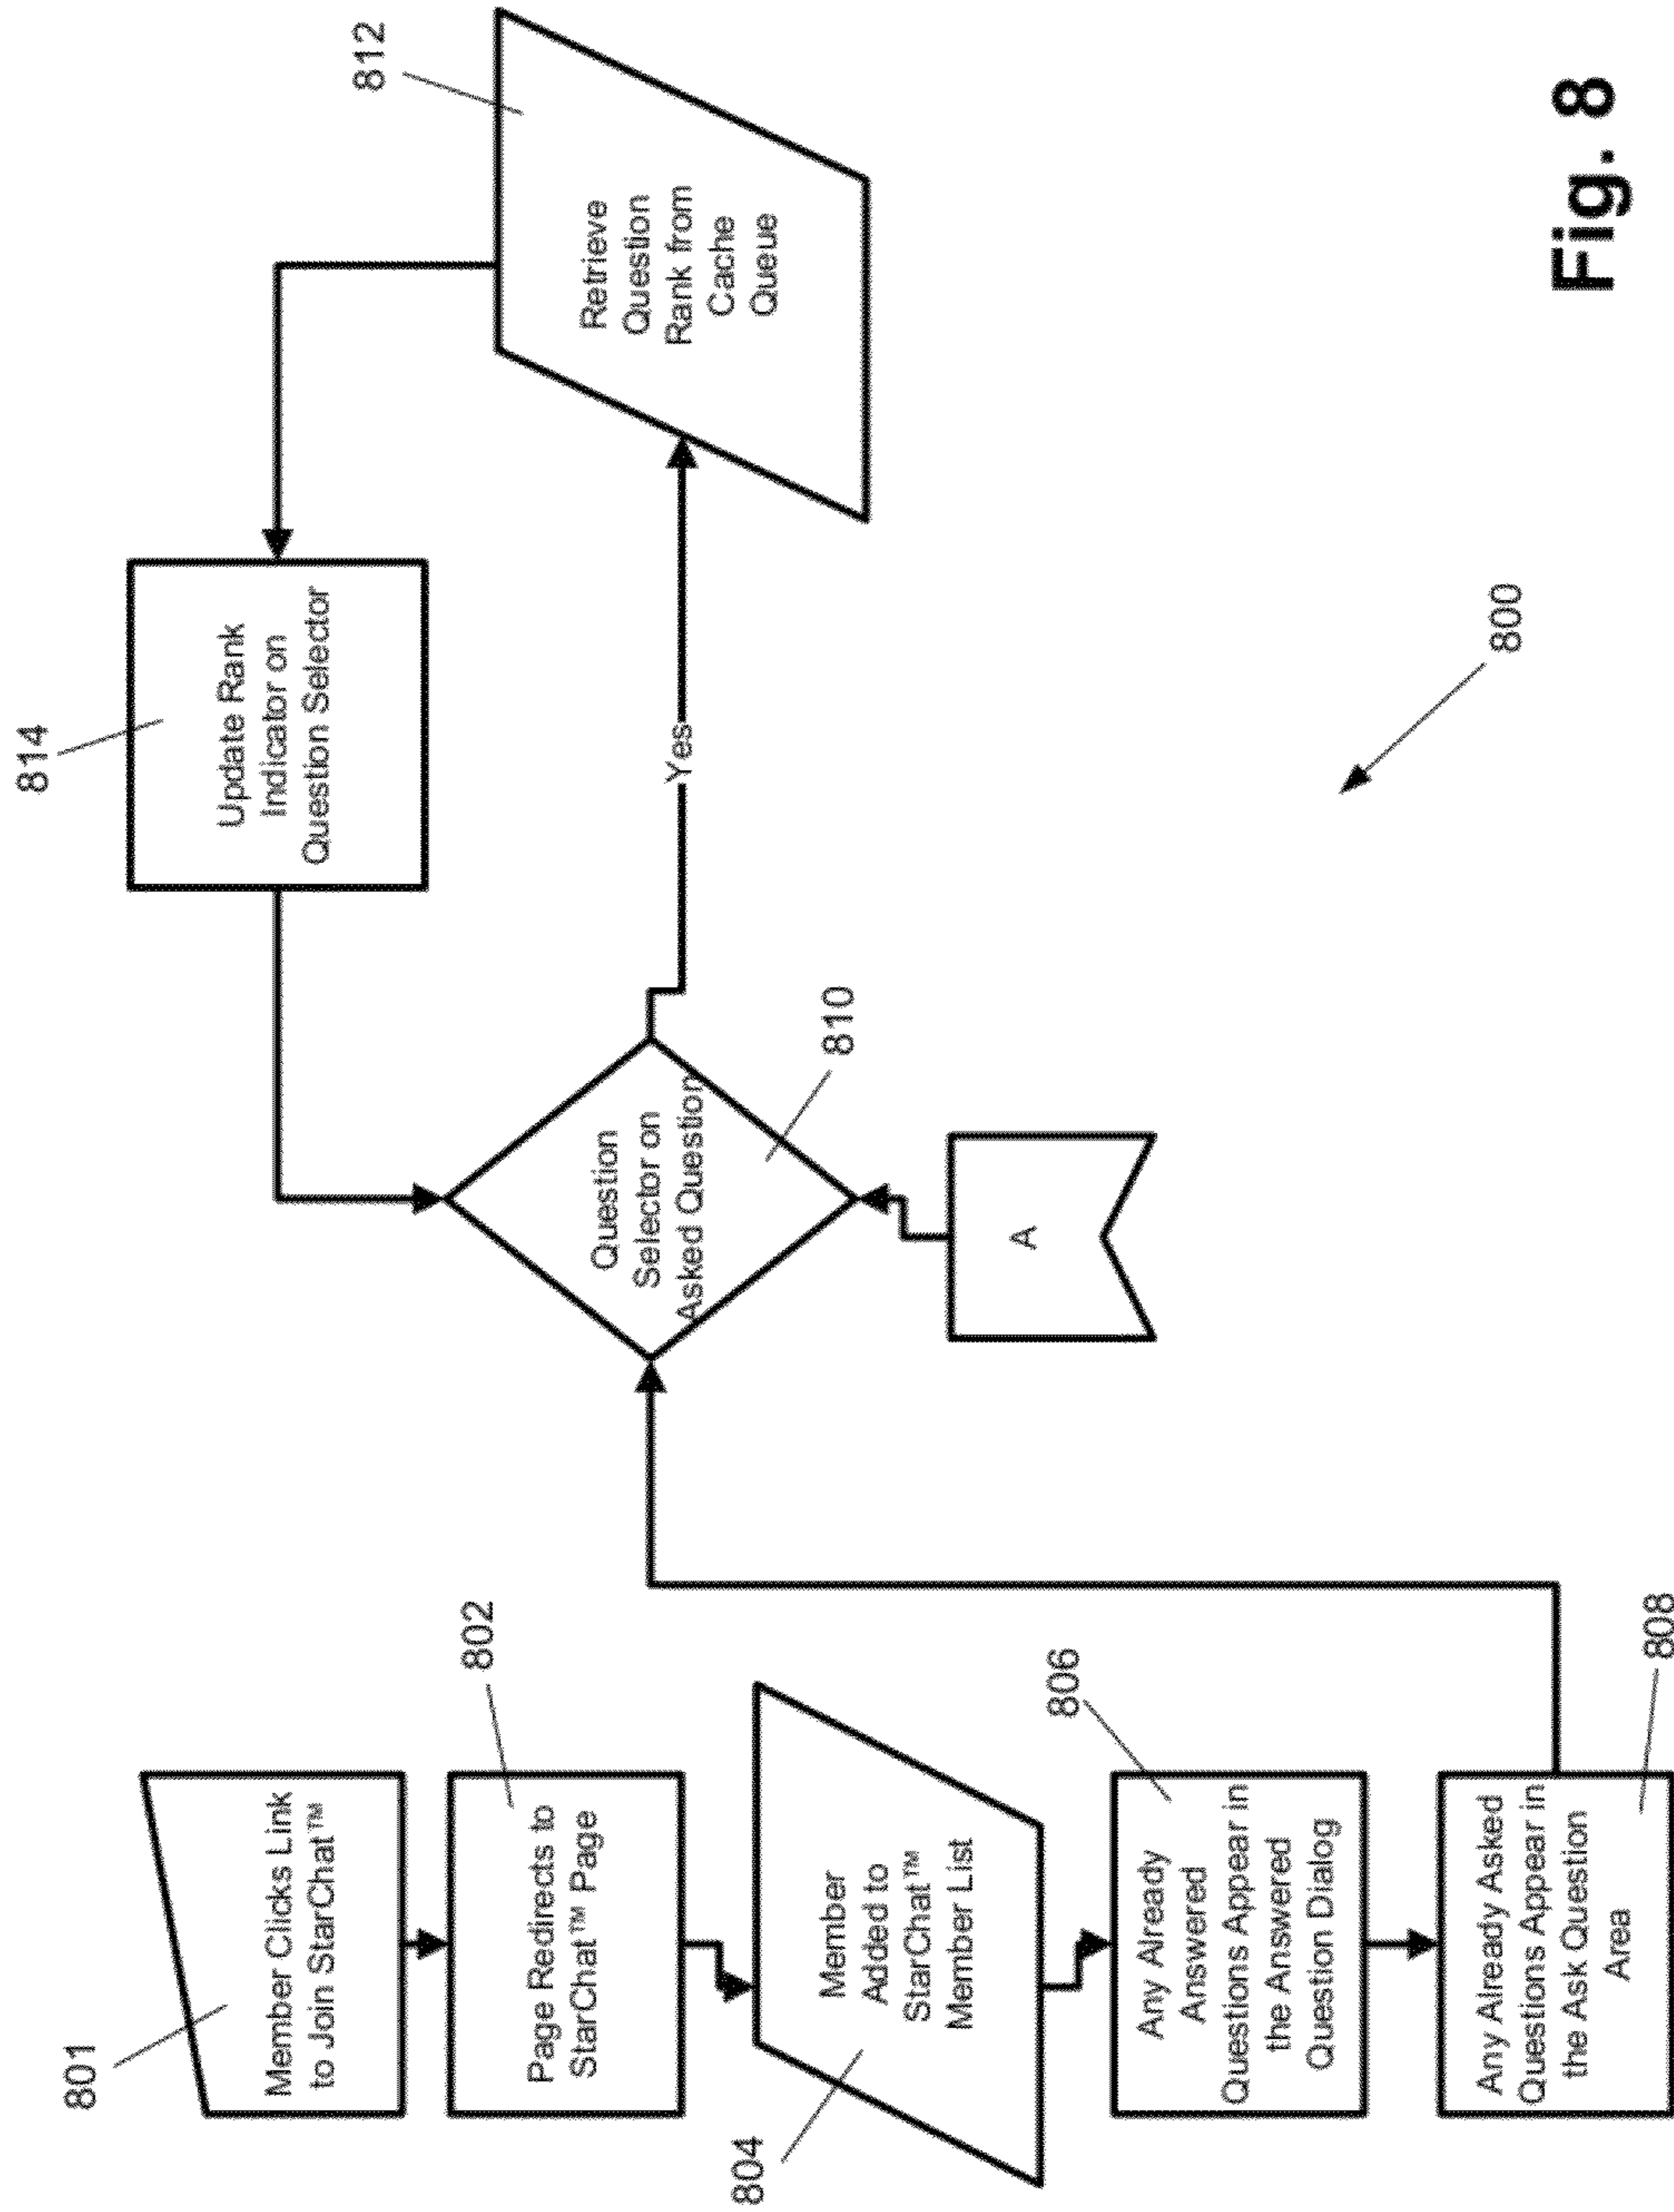 801
Member Clicks Link
to Join StarChat™
802
Page Redirects to
StarChat™ Page
804
Member
Added to
StarChat™
Member List
806
Any Already
Answered
Questions Appear in
the Answered
Question Dialog
808
Any Already Asked
Questions Appear in
the Ask Question
Area
810
Question
Selector on
Asked Question
A
Yes
812
Retrieve
Question
Rank from
Cache
Queue
814
Update Rank
Indicator on
Question Selector
800
Fig. 8